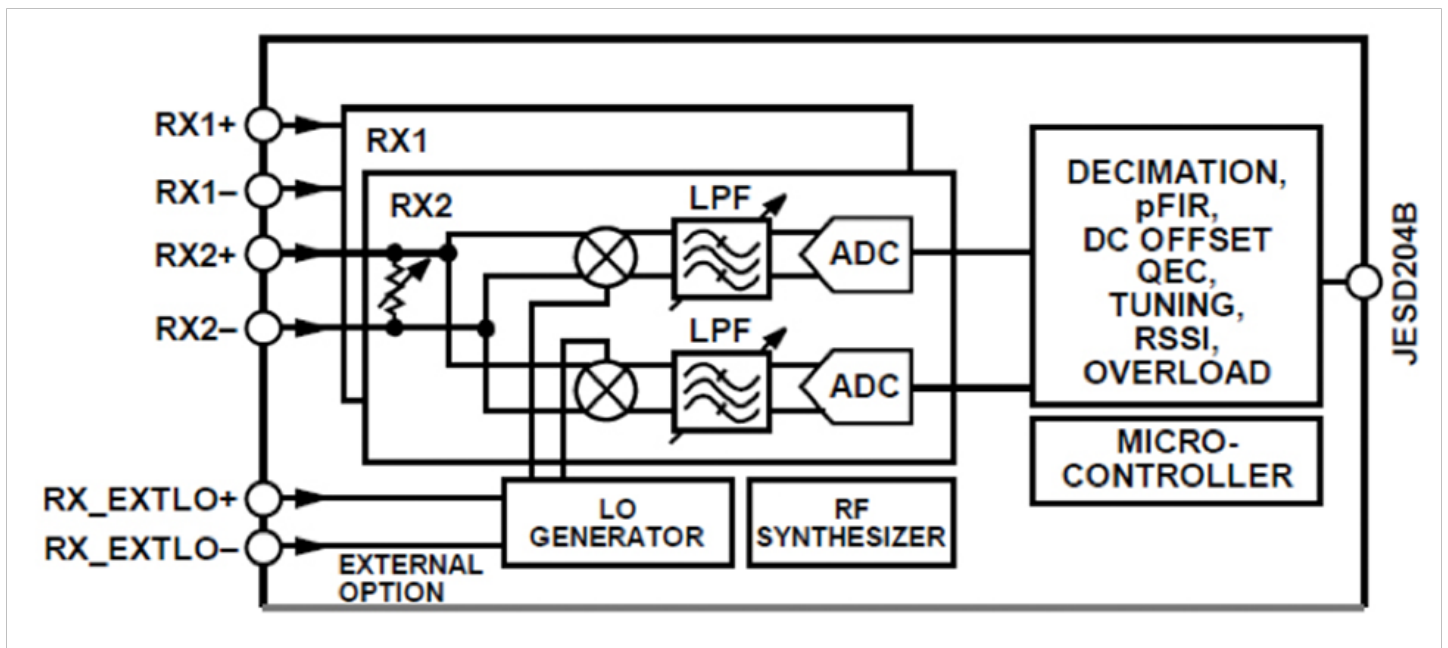 RX1+
RX1–
RX2+
RX2–
RX_EXTLO+
RX_EXTLO–
EXTERNAL
OPTION
RX1
RX2
LPF
ADC
LPF
ADC
LO
GENERATOR
RF
SYNTHESIZER
DECIMATION,
pFIR,
DC OFFSET
QEC,
TUNING,
RSSI,
OVERLOAD
MICRO-
CONTROLLER
JESD204B